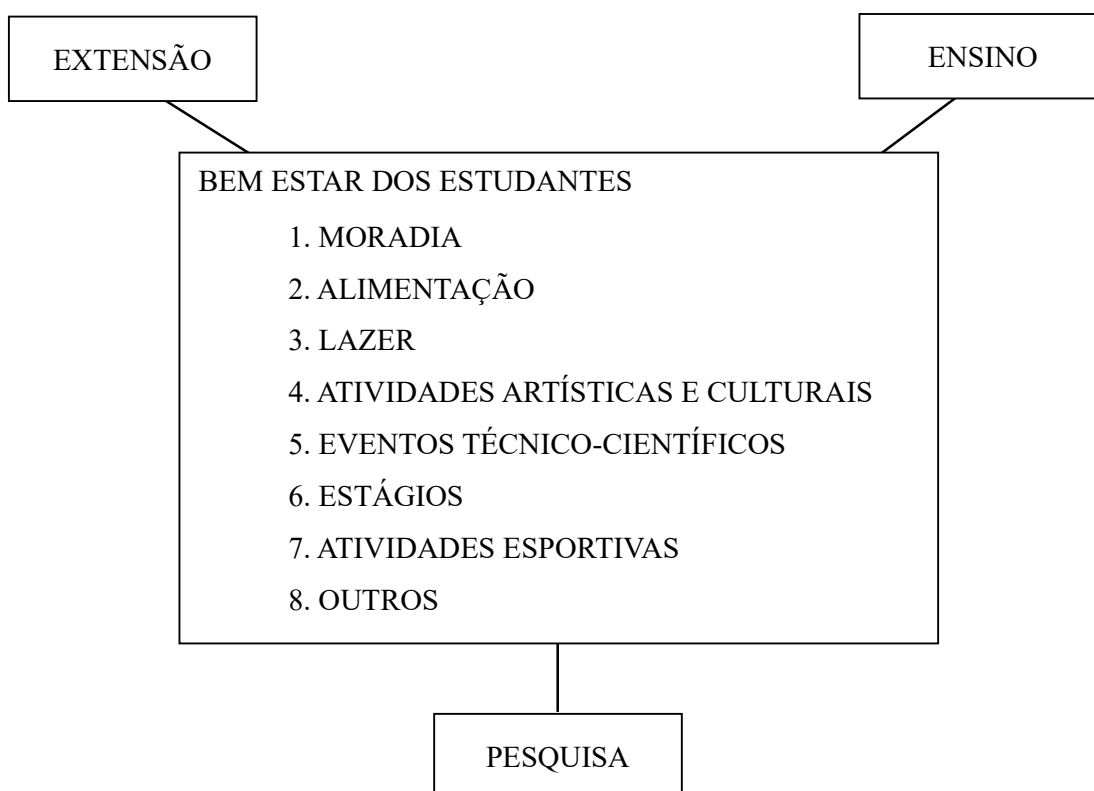 EXTENSÃO
ENSINO
BEM ESTAR DOS ESTUDANTES
1. MORADIA
2. ALIMENTAÇÃO
3. LAZER
4. ATIVIDADES ARTÍSTICAS E CULTURAIS
5. EVENTOS TÉCNICO-CIENTÍFICOS
6. ESTÁGIOS
7. ATIVIDADES ESPORTIVAS
8. OUTROS
PESQUISA